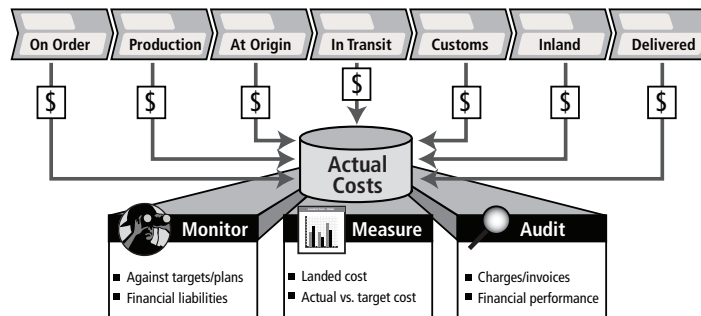 On Order
Production
At Origin
In Transit
Customs
Inland
Delivered
$ $ $ $ $ $ $
Actual
Costs
Monitor
■ Against targets/plans
■ Financial liabilities
Measure
■ Landed cost
■ Actual vs. target cost
Audit
■ Charges/invoices
■ Financial performance